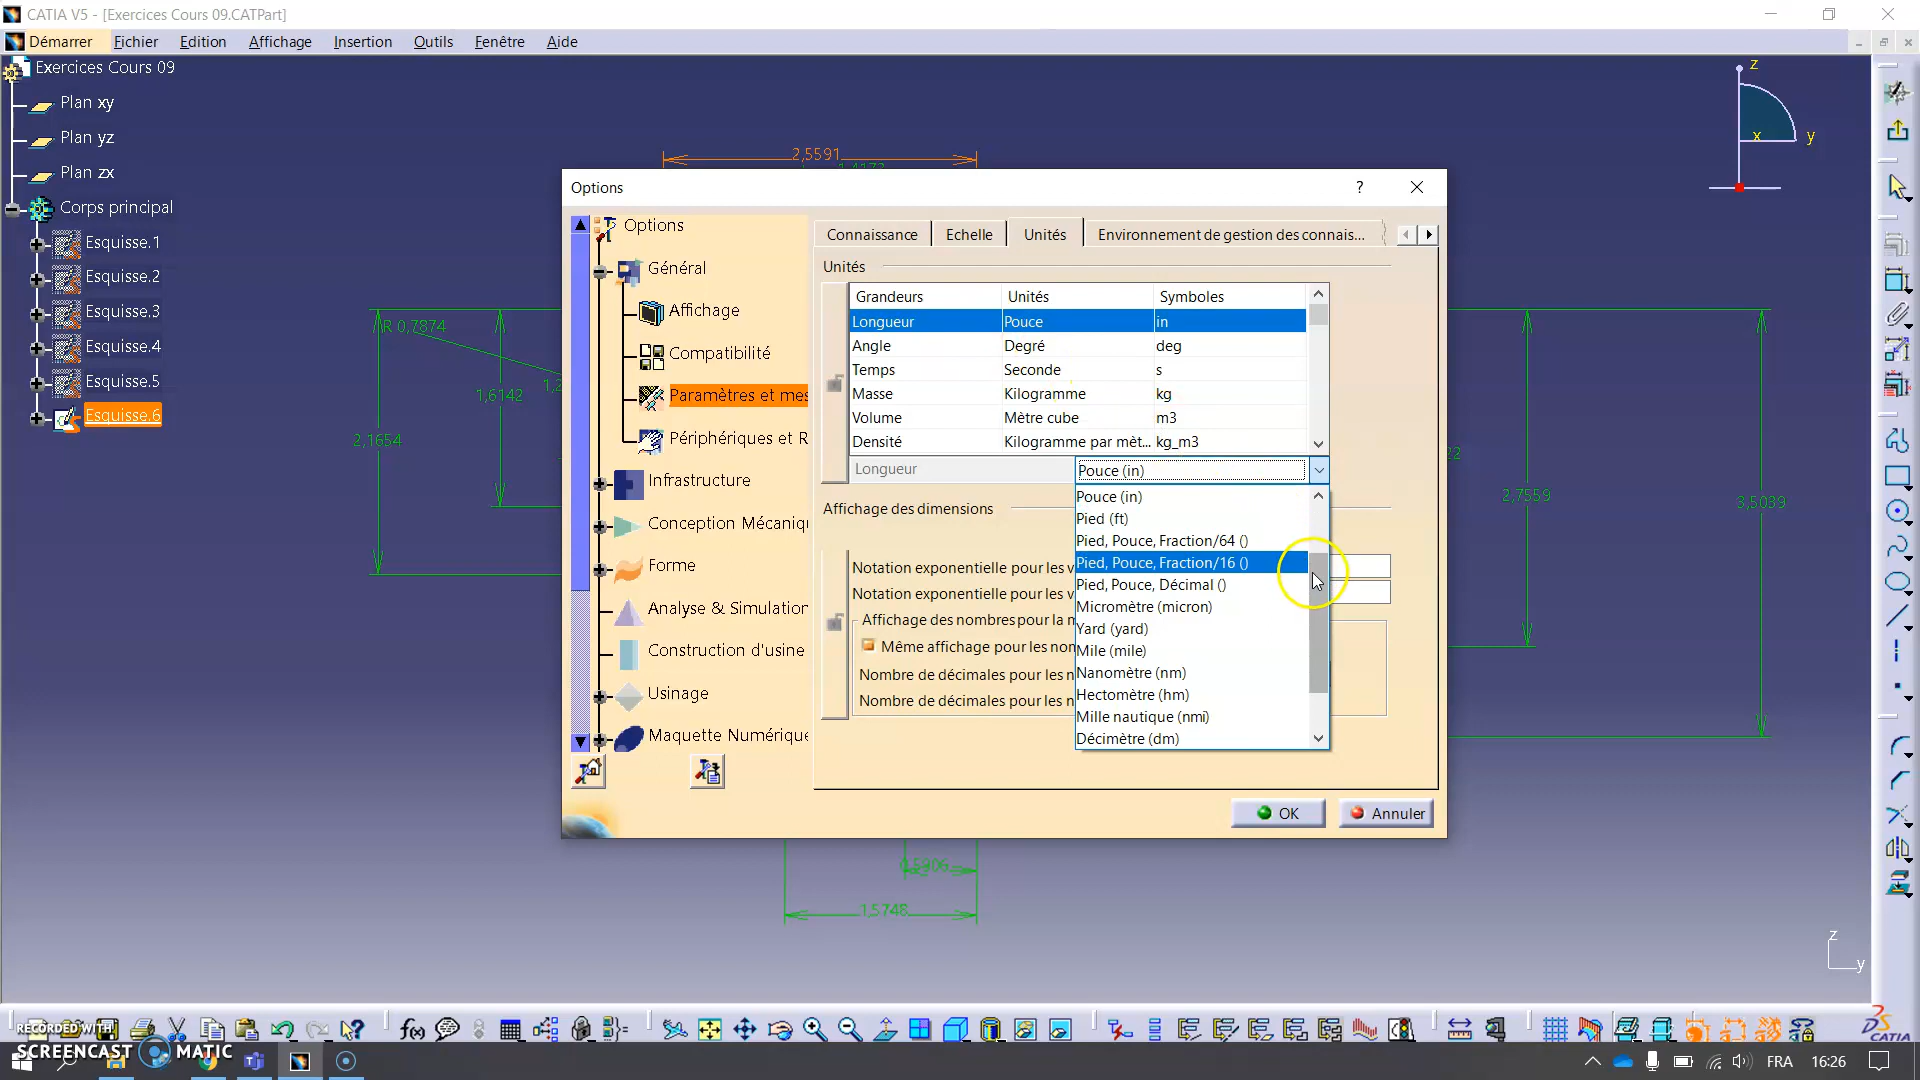 CATIA V5 - [Exercices Cours 09.CATPart]
Démarrer Fichier Edition Affichage Insertion Outils Fenêtre Aide
Exercices Cours 09
Plan xy
Plan yz
Plan zx
Corps principal
Esquisse.1
Esquisse.2
Esquisse.3
Esquisse.4
Esquisse.5
Esquisse.6
z
x
y
2,5591
R 0,7874
1,6142
2,1654
2,7559
3,5039
0,5906
1,5748
Options
?
Options
Général
Affichage
Compatibilité
Paramètres et mes
Périphériques et R
Infrastructure
Conception Mécaniq
Forme
Analyse & Simulation
Construction d'usine
Usinage
Maquette Numérique
Connaissance Echelle Unités Environnement de gestion des connais...
Unités
Grandeurs Unités Symboles
Longueur Pouce in
Angle Degré deg
Temps Seconde s
Masse Kilogramme kg
Volume Mètre cube m3
Densité Kilogramme par mèt... kg_m3
Longueur Pouce (in)
Pouce (in)
Pied (ft)
Pied, Pouce, Fraction/64 ()
Pied, Pouce, Fraction/16 ()
Pied, Pouce, Décimal ()
Micromètre (micron)
Yard (yard)
Mile (mile)
Nanomètre (nm)
Hectomètre (hm)
Mille nautique (nmi)
Décimètre (dm)
Affichage des dimensions
Notation exponentielle pour les v
Notation exponentielle pour les v
Affichage des nombres pour la m
Même affichage pour les nom
Nombre de décimales pour les n
Nombre de décimales pour les n
OK Annuler
z
y
f(x)
CATIA
RECORDED WITH
SCREENCAST MATIC
FRA 16:26